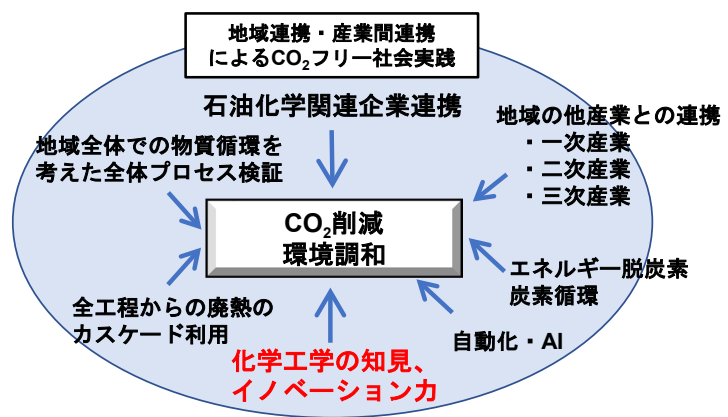 地域連携・産業間連携
によるCO₂フリー社会実践
石油化学関連企業連携
地域の他産業との連携
・一次産業
・二次産業
・三次産業
地域全体での物質循環を
考えた全体プロセス検証
CO₂削減
環境調和
エネルギー脱炭素
炭素循環
全工程からの廃熱の
カスケード利用
自動化・AI
化学工学の知見、
イノベーション力